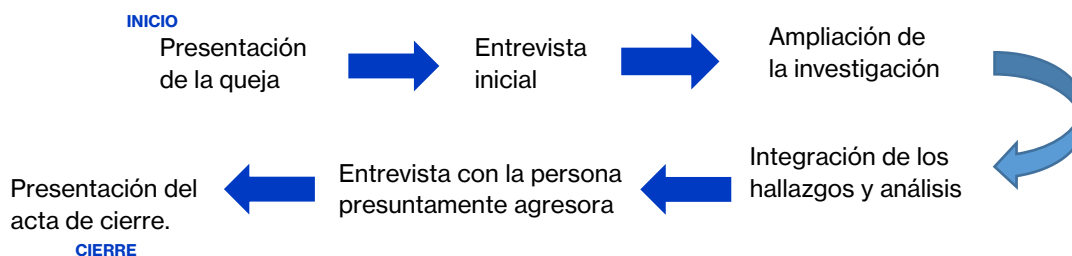 INICIO
Presentación
de la queja
Entrevista
inicial
Ampliación de
la investigación
Integración de los
hallazgos y análisis
Entrevista con la persona
presuntamente agresora
Presentación del
acta de cierre.
CIERRE